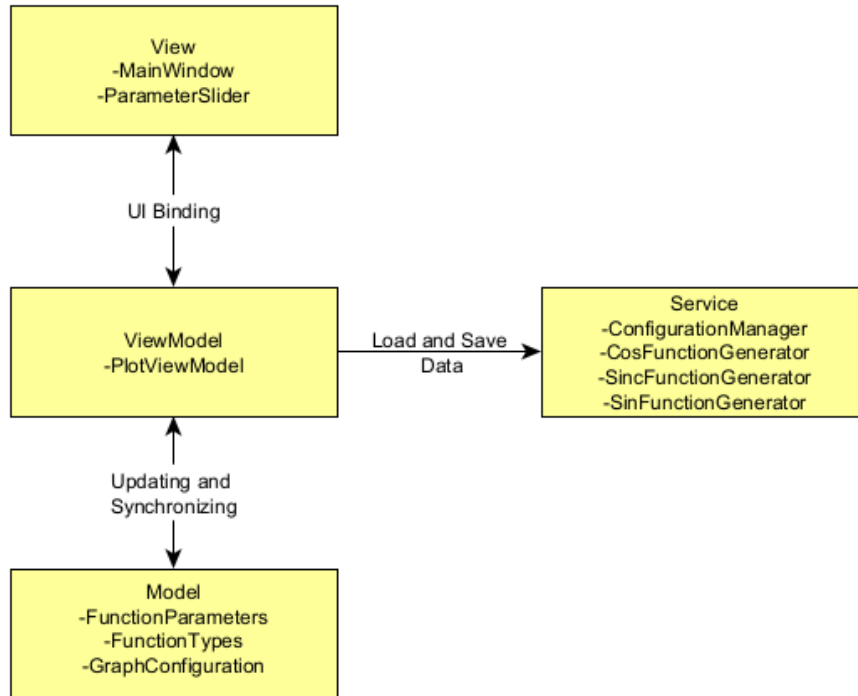 View
-MainWindow
-ParameterSlider
UI Binding
ViewModel
-PlotViewModel
Load and Save
Data
Service
-ConfigurationManager
-CosFunctionGenerator
-SincFunctionGenerator
-SinFunctionGenerator
Updating and
Synchronizing
Model
-FunctionParameters
-FunctionTypes
-GraphConfiguration